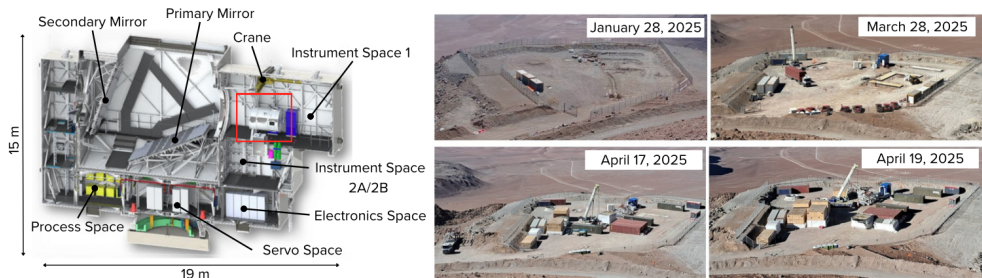 Secondary Mirror
Primary Mirror
Crane
Instrument Space 1
15 m
Instrument Space
2A/2B
Process Space
Electronics Space
Servo Space
19 m
January 28, 2025
March 28, 2025
April 17, 2025
April 19, 2025